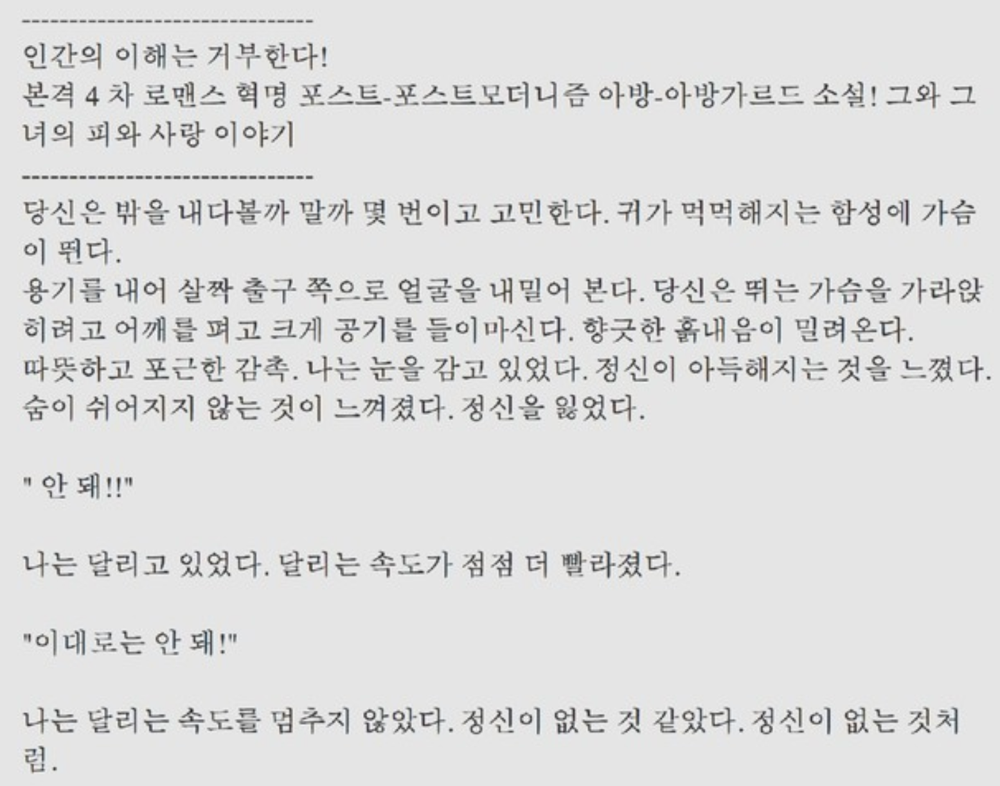 -------------------------------
인간의 이해는 거부한다!
본격 4 차 로맨스 혁명 포스트-포스트모더니즘 아방-아방가르드 소설! 그와 그
녀의 피와 사랑 이야기
-------------------------------
당신은 밖을 내다볼까 말까 몇 번이고 고민한다. 귀가 먹먹해지는 함성에 가슴
이 뛴다.
용기를 내어 살짝 출구 쪽으로 얼굴을 내밀어 본다. 당신은 뛰는 가슴을 가라앉
히려고 어깨를 펴고 크게 공기를 들이마신다. 향긋한 흙내음이 밀려온다.
따뜻하고 포근한 감촉. 나는 눈을 감고 있었다. 정신이 아득해지는 것을 느꼈다.
숨이 쉬어지지 않는 것이 느껴졌다. 정신을 잃었다.
" 안 돼!!"
나는 달리고 있었다. 달리는 속도가 점점 더 빨라졌다.
"이대로는 안 돼!"
나는 달리는 속도를 멈추지 않았다. 정신이 없는 것 같았다. 정신이 없는 것처
럼.